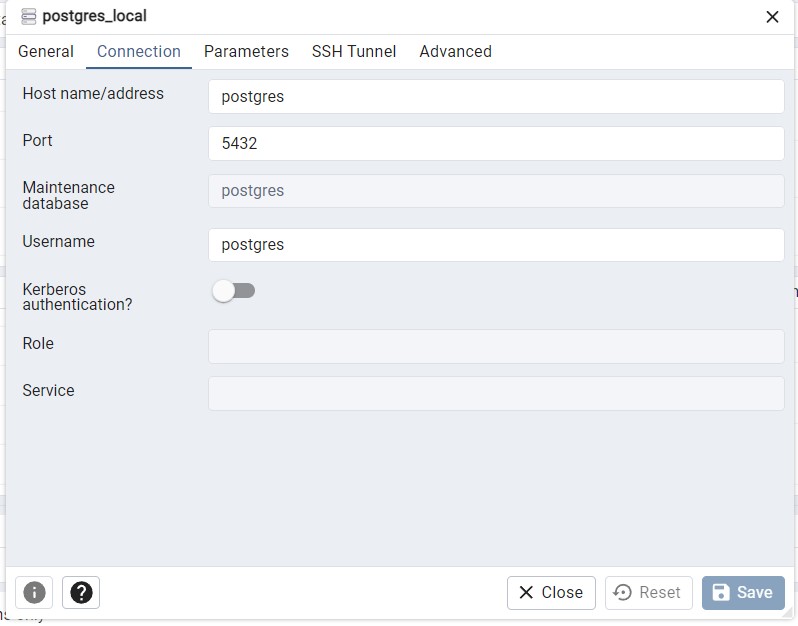 postgres_local
General Connection Parameters SSH Tunnel Advanced
Host name/address postgres
Port 5432
Maintenance
database postgres
Username postgres
Kerberos
authentication?
Role
Service
Close Reset Save